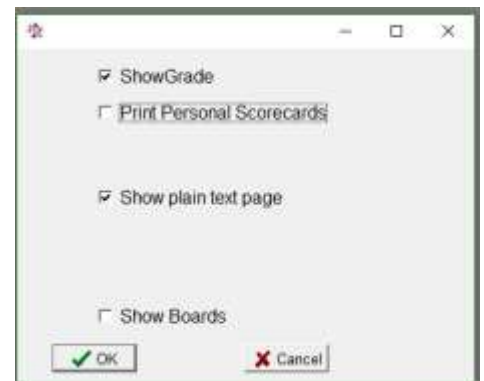 ShowGrade
Print Personal Scorecards
Show plain text page
Show Boards
OK Cancel